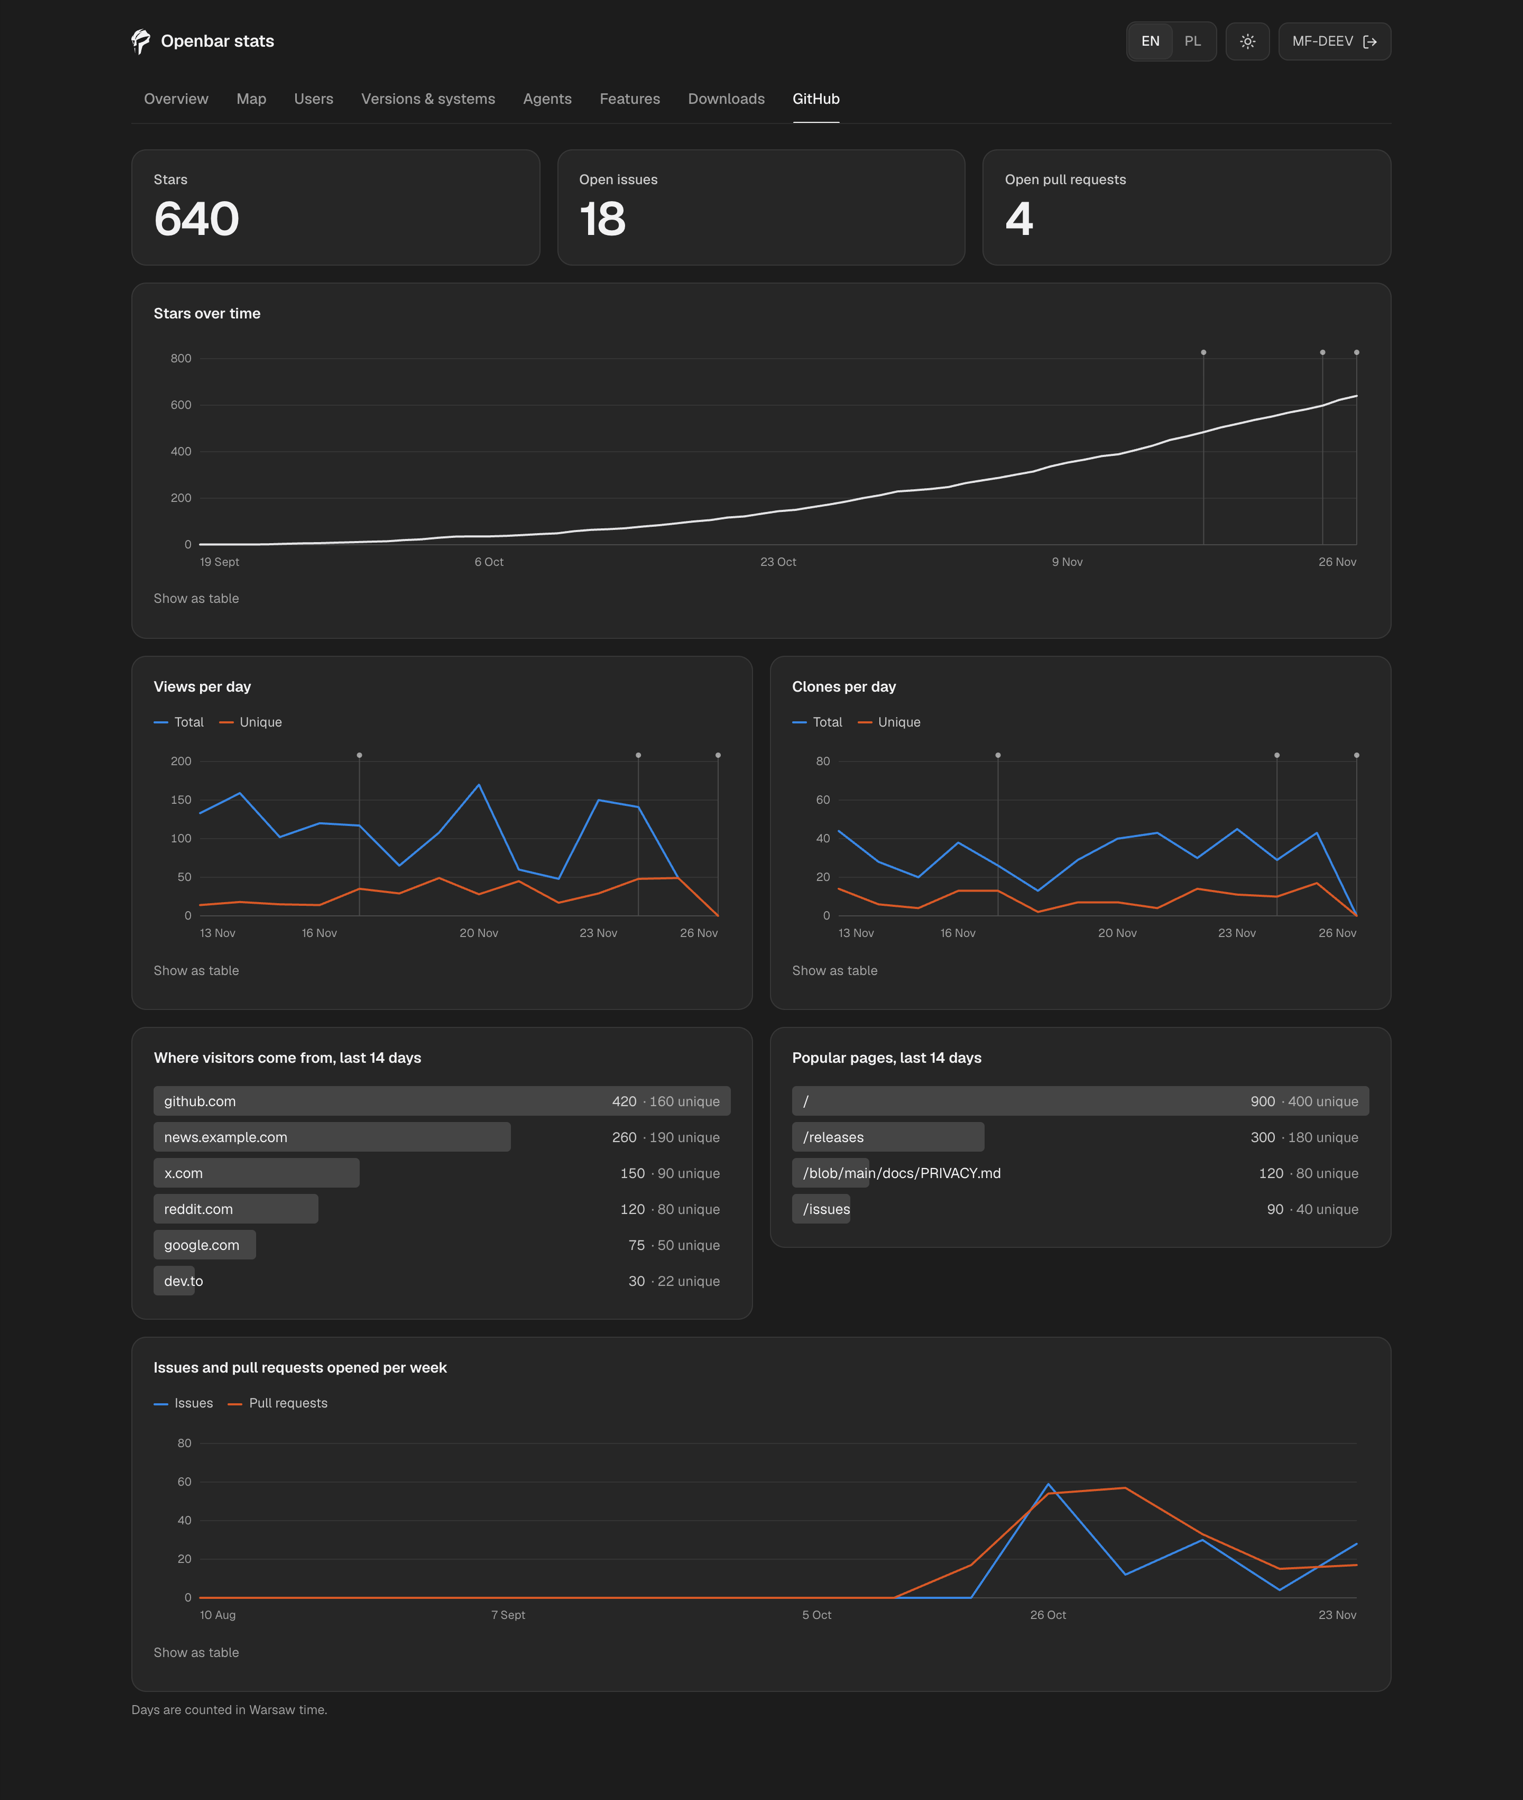 Openbar stats
EN PL
MF-DEEV
Overview Map Users Versions & systems Agents Features Downloads GitHub
Stars
640
Open issues
18
Open pull requests
4
Stars over time
800
600
400
200
0
19 Sept 6 Oct 23 Oct 9 Nov 26 Nov
Show as table
Views per day
Total Unique
200
150
100
50
0
13 Nov 16 Nov 20 Nov 23 Nov 26 Nov
Show as table
Clones per day
Total Unique
80
60
40
20
0
13 Nov 16 Nov 20 Nov 23 Nov 26 Nov
Show as table
Where visitors come from, last 14 days
github.com 420 · 160 unique
news.example.com 260 · 190 unique
x.com 150 · 90 unique
reddit.com 120 · 80 unique
google.com 75 · 50 unique
dev.to 30 · 22 unique
Popular pages, last 14 days
/ 900 · 400 unique
/releases 300 · 180 unique
/blob/main/docs/PRIVACY.md 120 · 80 unique
/issues 90 · 40 unique
Issues and pull requests opened per week
Issues Pull requests
80
60
40
20
0
10 Aug 7 Sept 5 Oct 26 Oct 23 Nov
Show as table
Days are counted in Warsaw time.